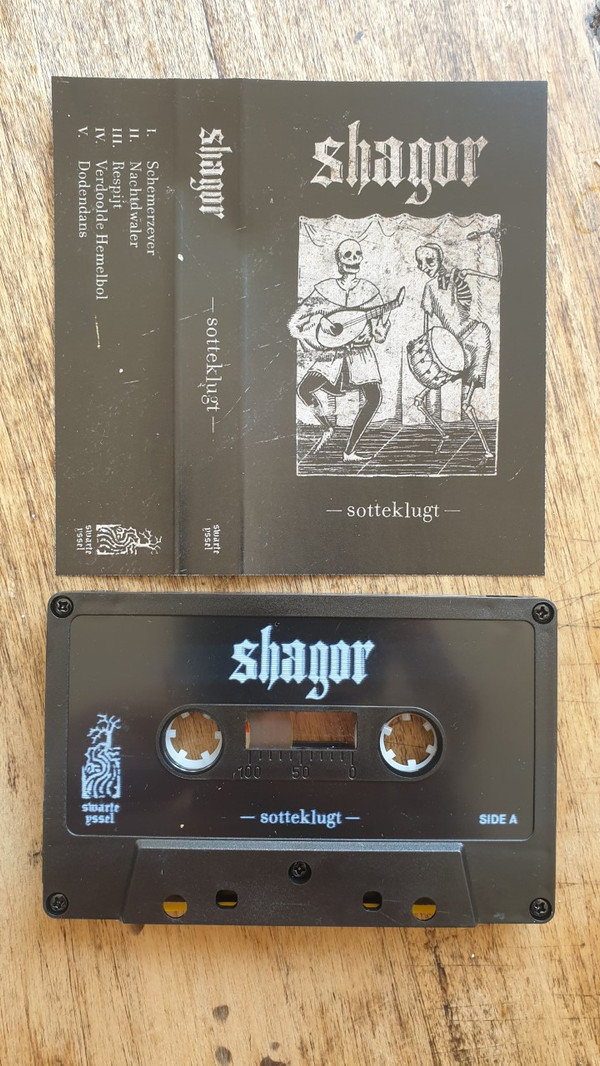 shagor
— sotteklugt —
shagor
— sotteklugt —
swarte
yssel
I. Schemerzever
II. Nachtdwaler
III. Respijt
IV. Verdoolde Hemelbol
V. Dodendans
swarte
yssel
shagor
100 50 0
— sotteklugt —
SIDE A
swarte
yssel